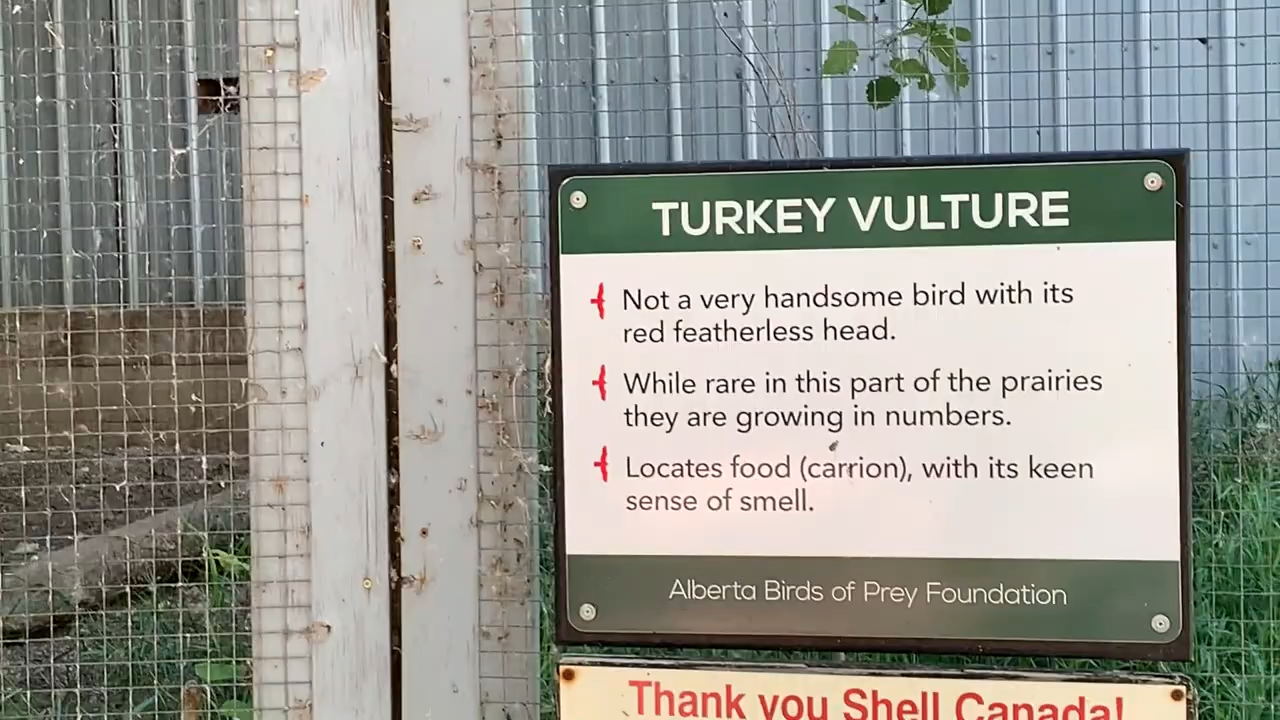 TURKEY VULTURE
Not a very handsome bird with its
red featherless head.
While rare in this part of the prairies
they are growing in numbers.
Locates food (carrion), with its keen
sense of smell.
Alberta Birds of Prey Foundation
Thank you Shell Canada!